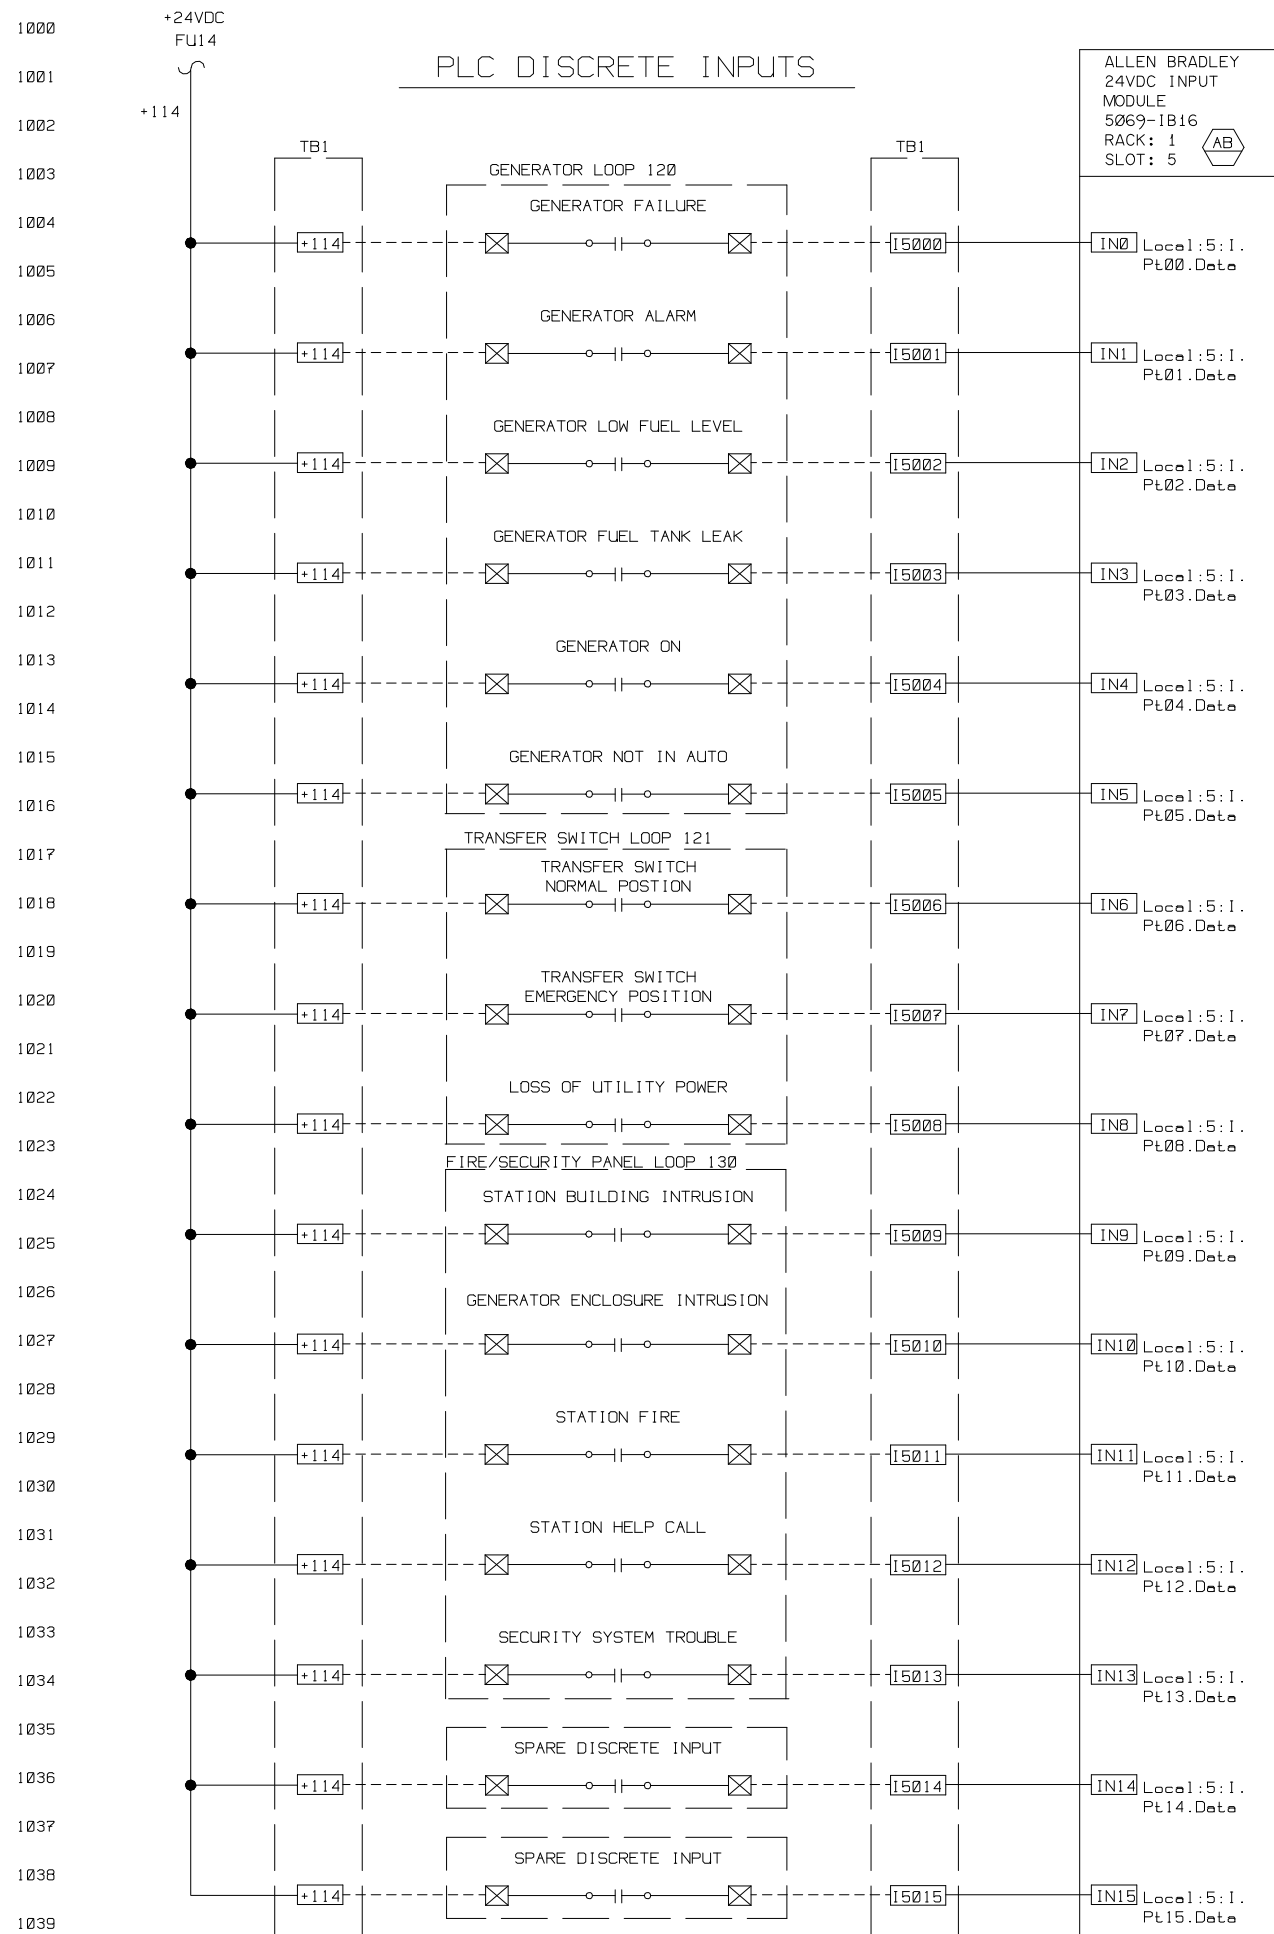 +24VDC
FU14
+114
PLC DISCRETE INPUTS
ALLEN BRADLEY
24VDC INPUT
MODULE
5069-IB16
RACK: 1
SLOT: 5
AB
TB1
TB1
1000
1001
1002
1003
1004
1005
1006
1007
1008
1009
1010
1011
1012
1013
1014
1015
1016
1017
1018
1019
1020
1021
1022
1023
1024
1025
1026
1027
1028
1029
1030
1031
1032
1033
1034
1035
1036
1037
1038
1039
GENERATOR LOOP 120
GENERATOR FAILURE
+114 I5000 IN0 Local:5:I.
Pt00.Data
GENERATOR ALARM
+114 I5001 IN1 Local:5:I.
Pt01.Data
GENERATOR LOW FUEL LEVEL
+114 I5002 IN2 Local:5:I.
Pt02.Data
GENERATOR FUEL TANK LEAK
+114 I5003 IN3 Local:5:I.
Pt03.Data
GENERATOR ON
+114 I5004 IN4 Local:5:I.
Pt04.Data
GENERATOR NOT IN AUTO
+114 I5005 IN5 Local:5:I.
Pt05.Data
TRANSFER SWITCH LOOP 121
TRANSFER SWITCH
NORMAL POSTION
+114 I5006 IN6 Local:5:I.
Pt06.Data
TRANSFER SWITCH
EMERGENCY POSITION
+114 I5007 IN7 Local:5:I.
Pt07.Data
LOSS OF UTILITY POWER
+114 I5008 IN8 Local:5:I.
Pt08.Data
FIRE/SECURITY PANEL LOOP 130
STATION BUILDING INTRUSION
+114 I5009 IN9 Local:5:I.
Pt09.Data
GENERATOR ENCLOSURE INTRUSION
+114 I5010 IN10 Local:5:I.
Pt10.Data
STATION FIRE
+114 I5011 IN11 Local:5:I.
Pt11.Data
STATION HELP CALL
+114 I5012 IN12 Local:5:I.
Pt12.Data
SECURITY SYSTEM TROUBLE
+114 I5013 IN13 Local:5:I.
Pt13.Data
SPARE DISCRETE INPUT
+114 I5014 IN14 Local:5:I.
Pt14.Data
SPARE DISCRETE INPUT
+114 I5015 IN15 Local:5:I.
Pt15.Data